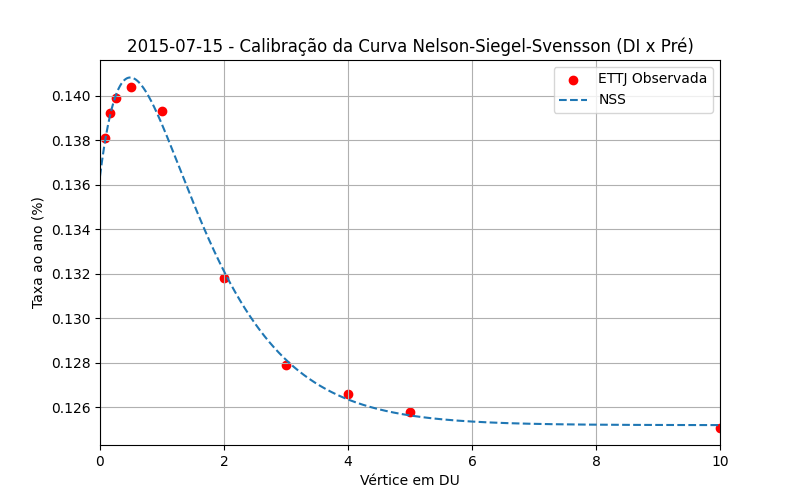 2015-07-15 - Calibração da Curva Nelson-Siegel-Svensson (DI x Pré)
ETTJ Observada
NSS
Taxa ao ano (%)
0.140
0.138
0.136
0.134
0.132
0.130
0.128
0.126
0 2 4 6 8 10
Vértice em DU